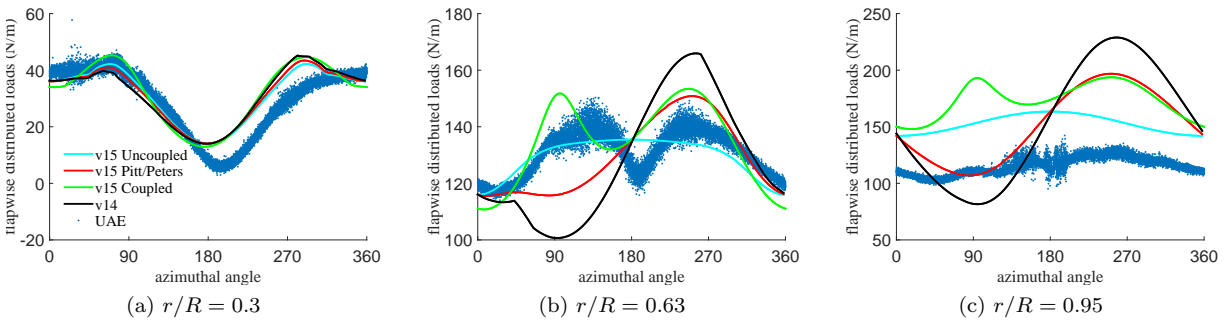 60
40
20
0
-20
flapwise distributed loads (N/m)
v15 Uncoupled
v15 Pitt/Peters
v15 Coupled
v14
UAE
0 90 180 270 360
azimuthal angle
(a) r/R = 0.3
180
160
140
120
100
flapwise distributed loads (N/m)
0 90 180 270 360
azimuthal angle
(b) r/R = 0.63
250
200
150
100
50
flapwise distributed loads (N/m)
0 90 180 270 360
azimuthal angle
(c) r/R = 0.95